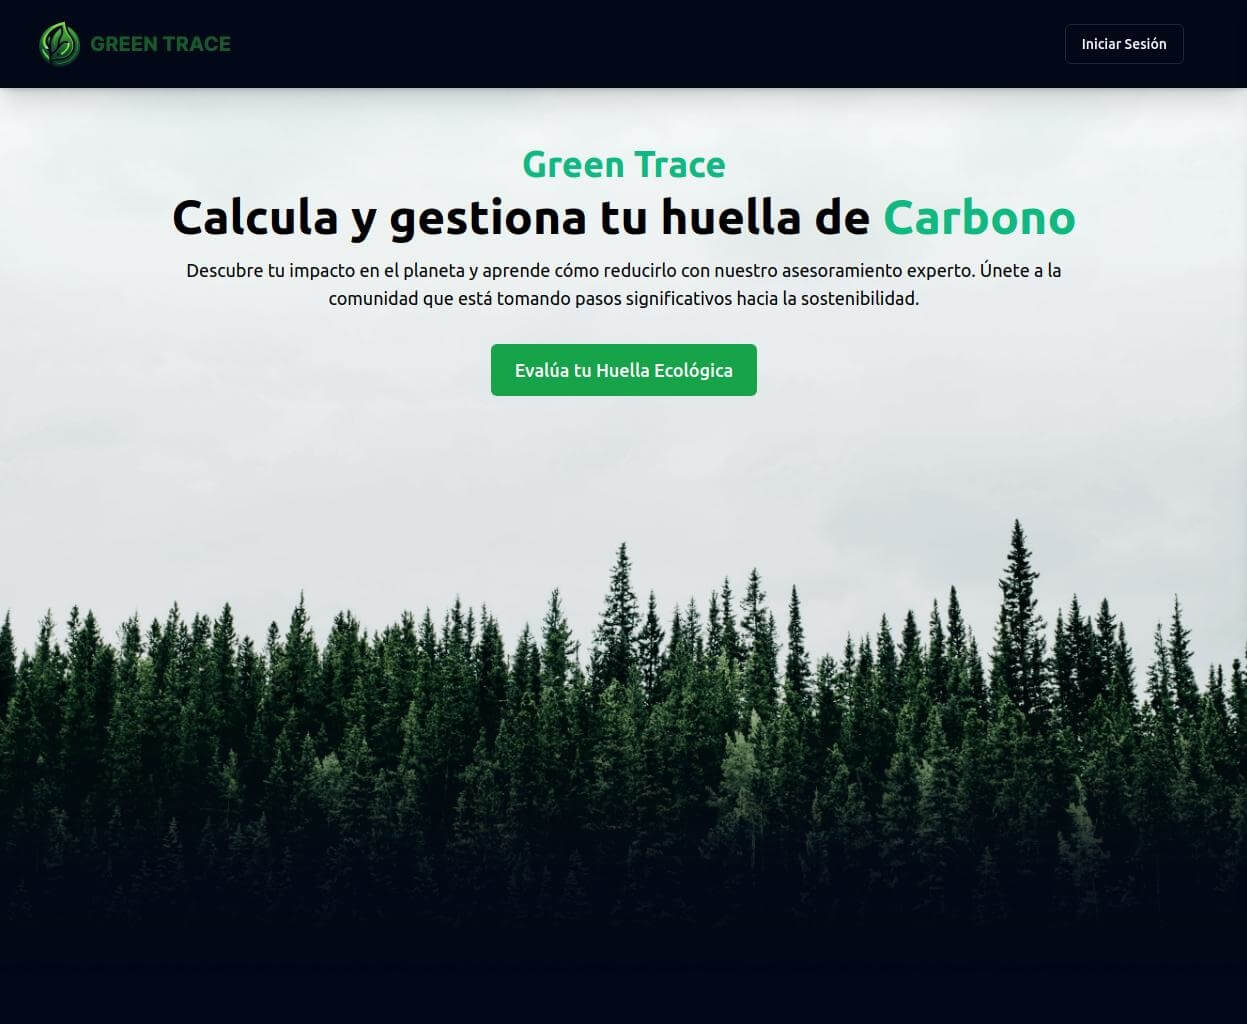 GREEN TRACE
Iniciar Sesión
Green Trace
Calcula y gestiona tu huella de Carbono
Descubre tu impacto en el planeta y aprende cómo reducirlo con nuestro asesoramiento experto. Únete a la
comunidad que está tomando pasos significativos hacia la sostenibilidad.
Evalúa tu Huella Ecológica